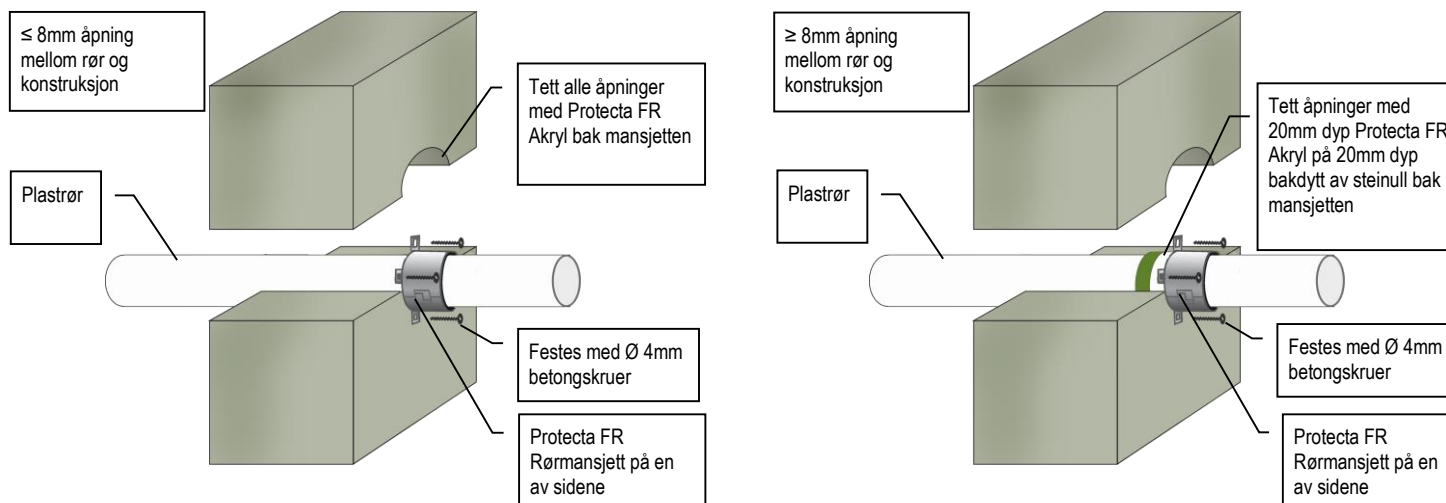 ≤ 8mm åpning
mellom rør og
konstruksjon
Tett alle åpninger
med Protecta FR
Akryl bak mansjetten
Plastrør
Festes med Ø 4mm
betongskruer
Protecta FR
Rørmansjett på en
av sidene
≥ 8mm åpning
mellom rør og
konstruksjon
Tett åpninger med
20mm dyp Protecta FR
Akryl på 20mm dyp
bakdytt av steinull bak
mansjetten
Plastrør
Festes med Ø 4mm
betongskruer
Protecta FR
Rørmansjett på en
av sidene